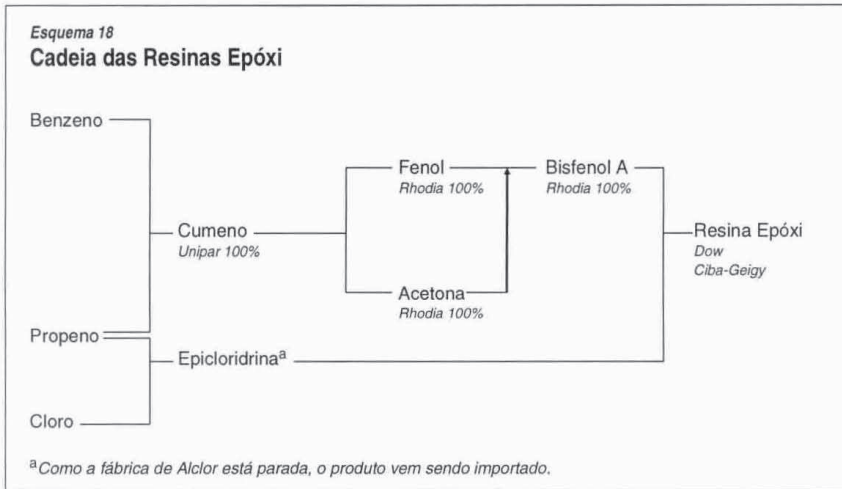 Esquema 18
Cadeia das Resinas Epóxi
Benzeno
Fenol
Rhodia 100%
Bisfenol A
Rhodia 100%
Cumeno
Unipar 100%
Resina Epóxi
Dow
Ciba-Geigy
Acetona
Rhodia 100%
Propeno
Epicloridrinaª
Cloro
ªComo a fábrica de Alclor está parada, o produto vem sendo importado.